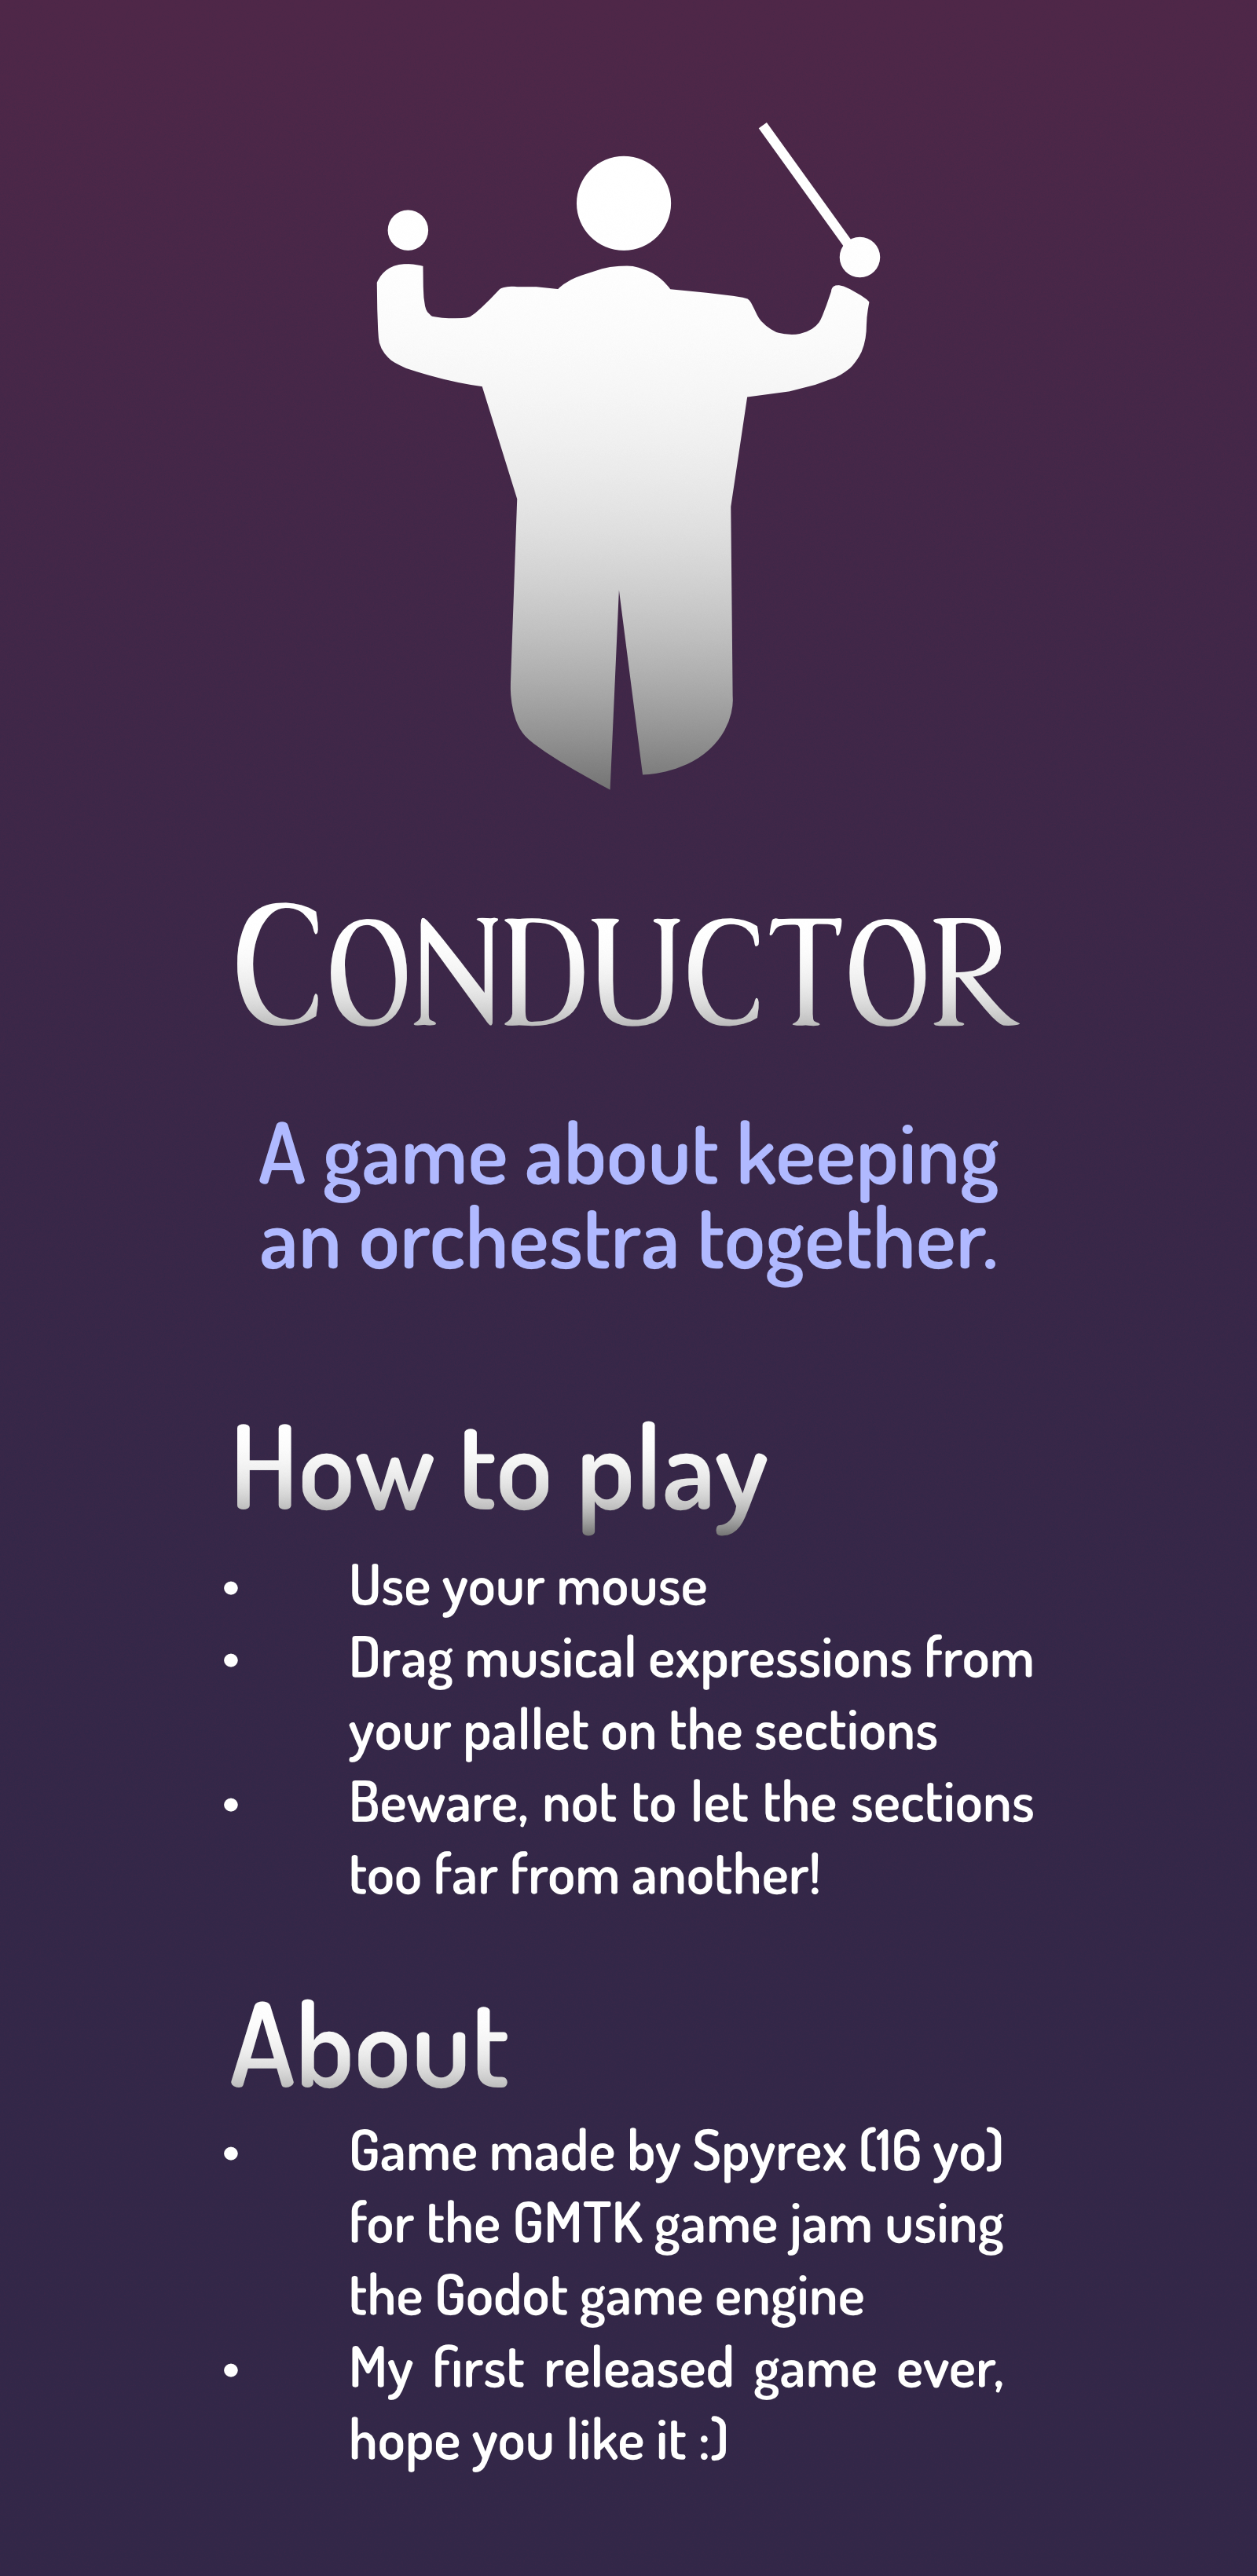 CONDUCTOR
A game about keeping
an orchestra together.
How to play
• Use your mouse
• Drag musical expressions from
your pallet on the sections
• Beware, not to let the sections
too far from another!
About
• Game made by Spyrex (16 yo)
for the GMTK game jam using
the Godot game engine
• My first released game ever,
hope you like it :)